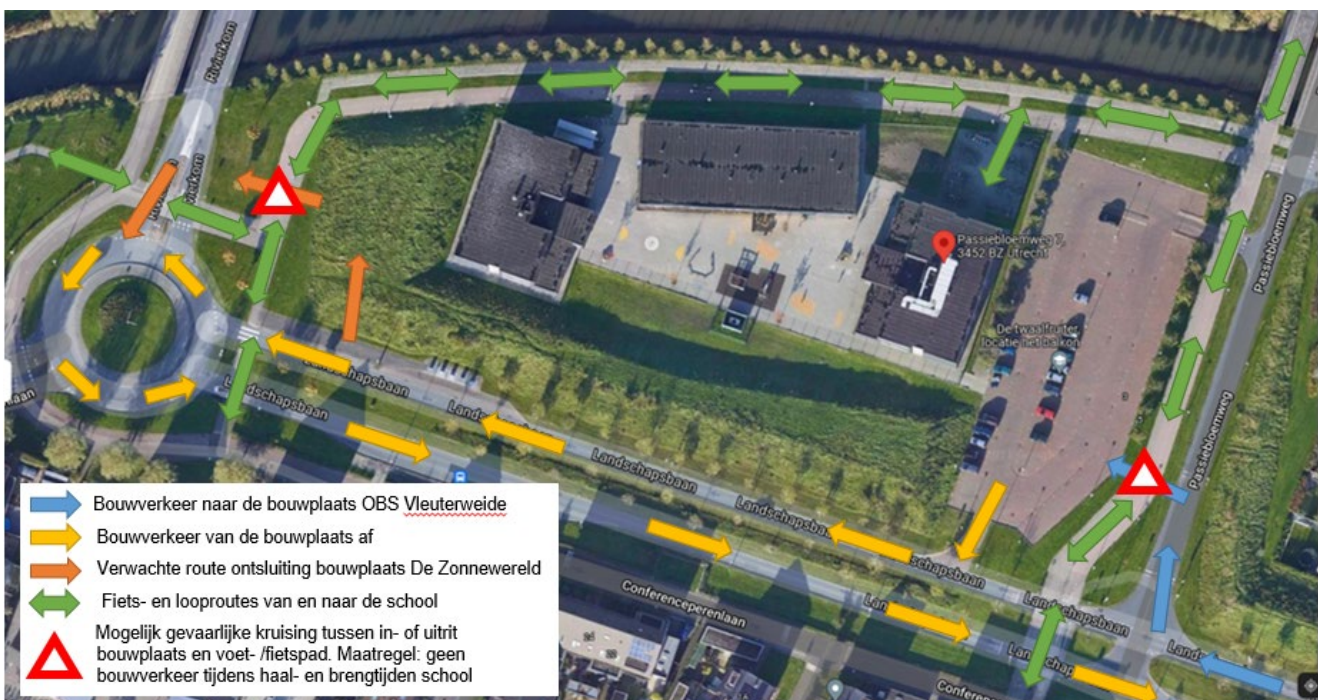 Rivierkom
Rivierkom
Passiebloemweg 7,
3452 BZ Utrecht
De twaalfruiter
locatie het balkon
Passiebloemweg
Passiebloemweg
Landschapsbaan
Landschapsbaan
Landschapsbaan
Landschapsbaan
Conferenceperenlaan
Bouwverkeer naar de bouwplaats OBS Vleuterweide
Bouwverkeer van de bouwplaats af
Verwachte route ontsluiting bouwplaats De Zonnewereld
Fiets- en looproutes van en naar de school
Mogelijk gevaarlijke kruising tussen in- of uitrit
bouwplaats en voet- /fietspad. Maatregel: geen
bouwverkeer tijdens haal- en brengtijden school